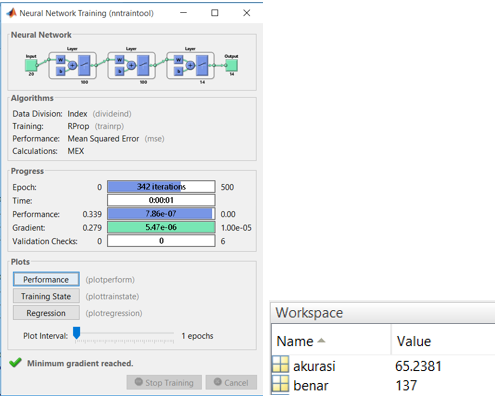 Neural Network Training (nntraintool)
Neural Network
Layer Layer Layer
Input Output
W W W
b b b
20 100 100 14 14
Algorithms
Data Division: Index (divideind)
Training: RProp (trainrp)
Performance: Mean Squared Error (mse)
Calculations: MEX
Progress
Epoch: 0 342 iterations 500
Time: 0:00:01
Performance: 0.339 7.86e-07 0.00
Gradient: 0.279 5.47e-06 1.00e-05
Validation Checks: 0 0 6
Plots
Performance (plotperform)
Training State (plottrainstate)
Regression (plotregression)
Plot Interval: 1 epochs
Minimum gradient reached.
Stop Training Cancel
Workspace
Name Value
akurasi 65.2381
benar 137